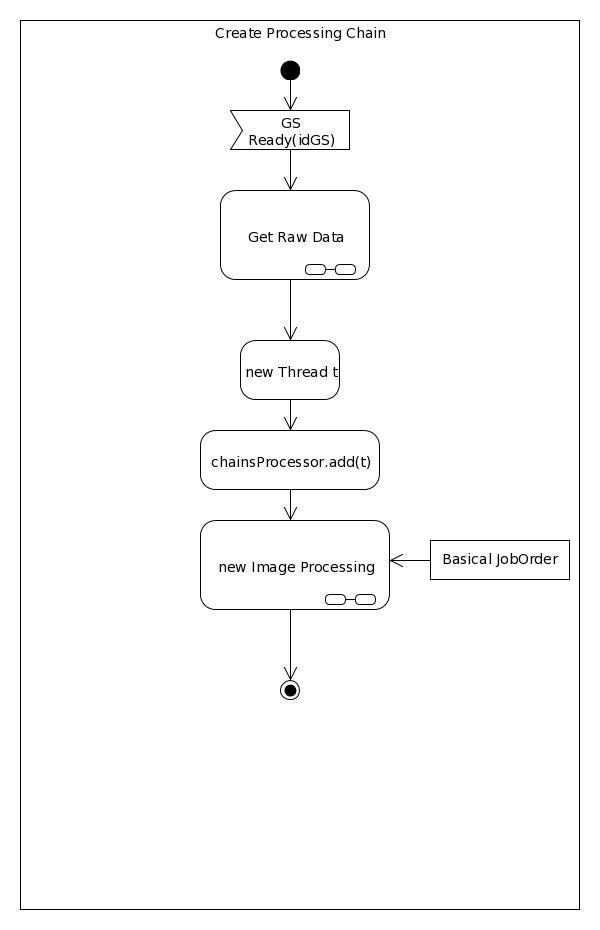 Create Processing Chain
GS
Ready(idGS)
Get Raw Data
new Thread t
chainsProcessor.add(t)
new Image Processing
Basical JobOrder